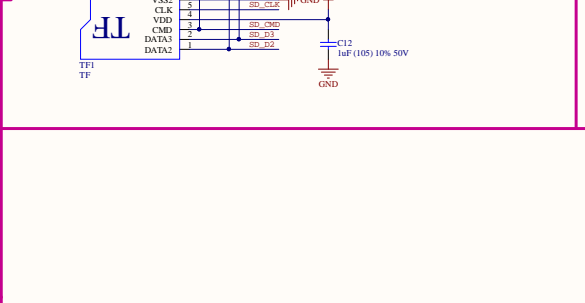 VSS2 GND
CLK 5 SD_CLK
VDD 4
CMD 3 SD_CMD
DATA3 2 SD_D3
DATA2 1 SD_D2
TF
TF1
TF
C12
1uF (105) 10% 50V
GND